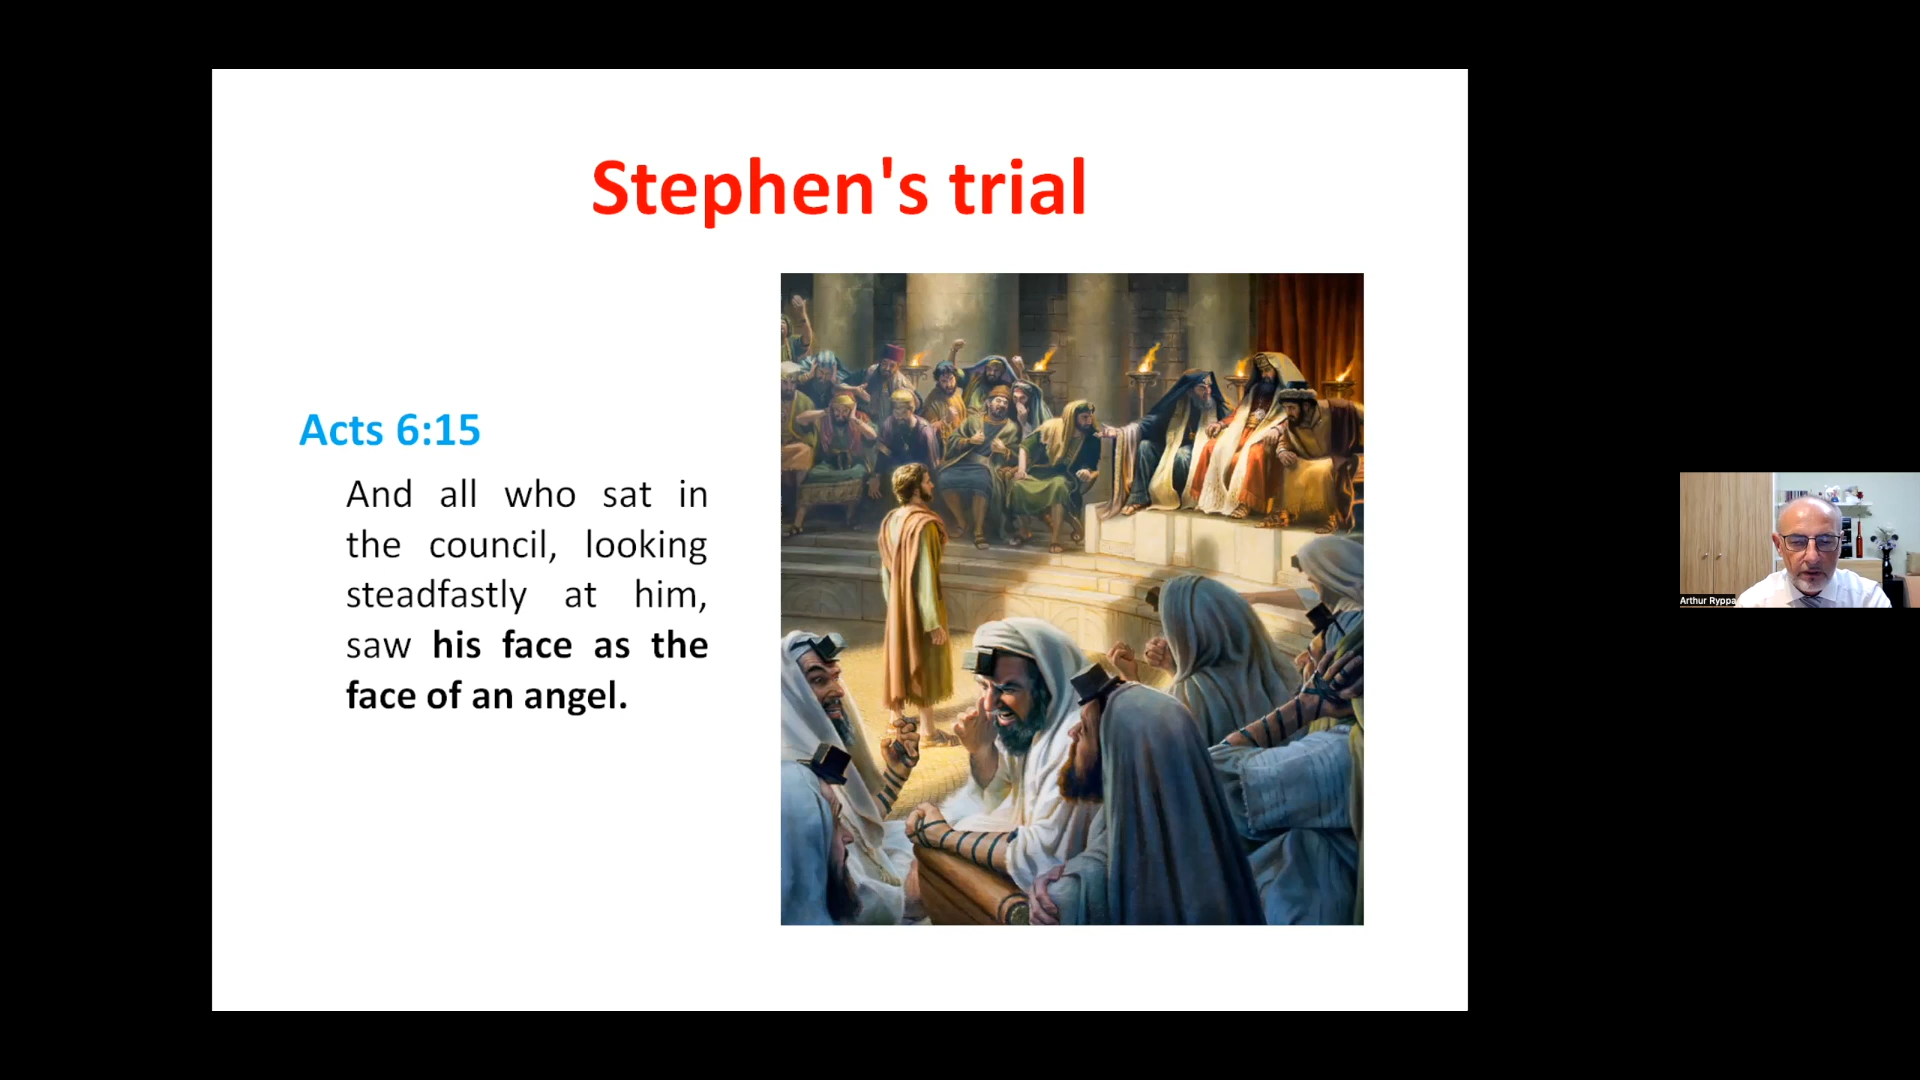 Stephen's trial
Acts 6:15
And all who sat in
the council, looking
steadfastly at him,
saw his face as the
face of an angel.
Arthur Ryppa